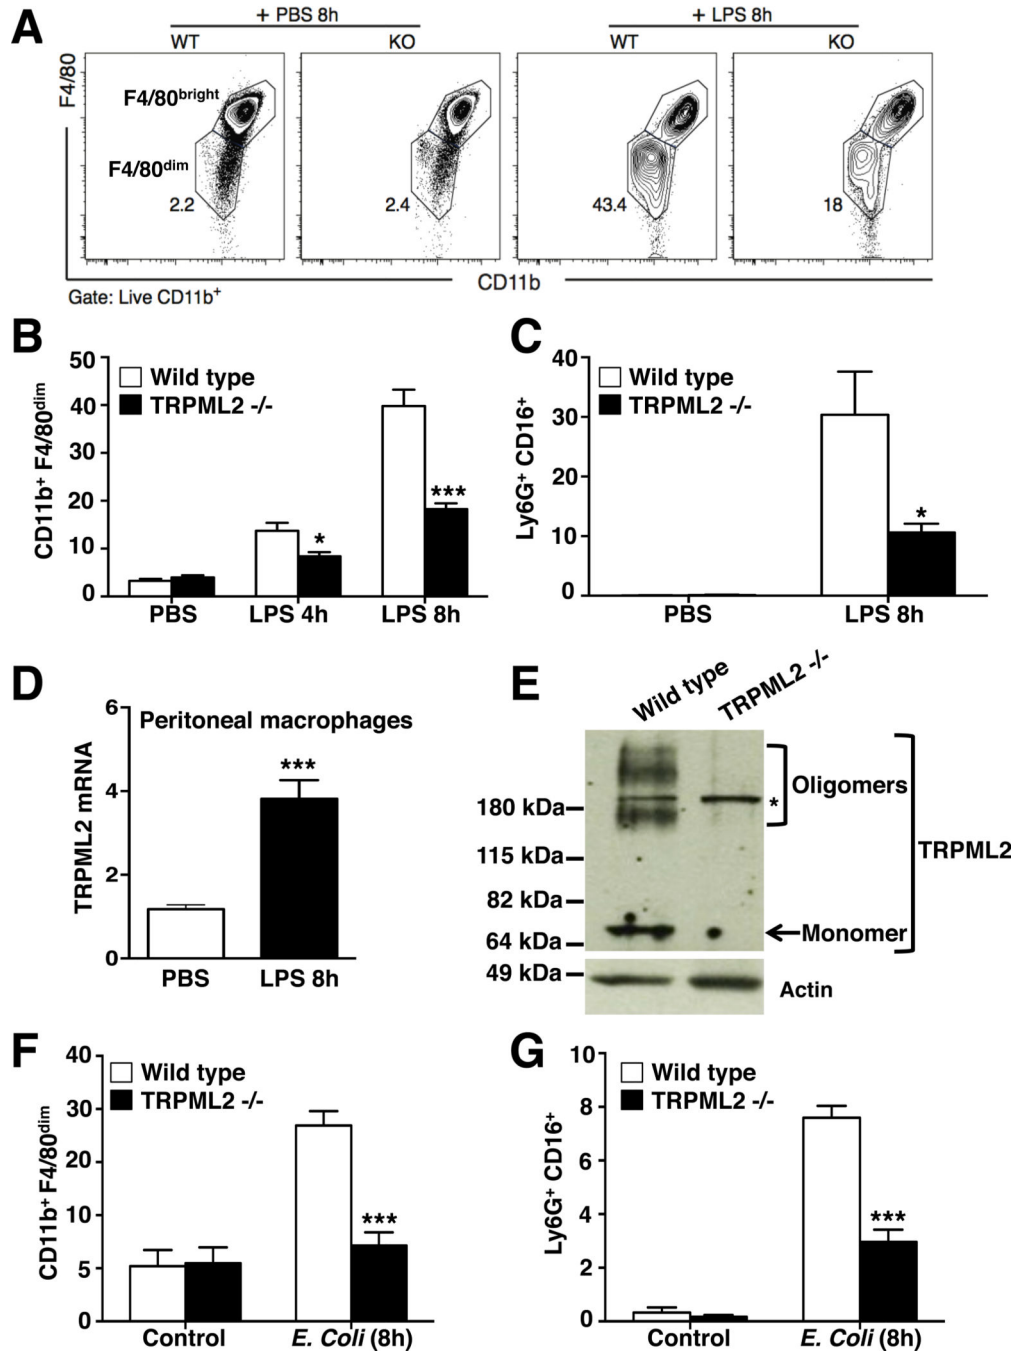 A
+ PBS 8h
+ LPS 8h
WT
KO
WT
KO
F4/80
F4/80bright
F4/80dim
2.2
2.4
43.4
18
CD11b
Gate: Live CD11b+
B
50
40
30
20
10
0
CD11b+ F4/80dim
Wild type
TRPML2 -/-
*
***
PBS
LPS 4h
LPS 8h
C
40
30
20
10
0
Ly6G+ CD16+
Wild type
TRPML2 -/-
*
PBS
LPS 8h
D
6
4
2
0
TRPML2 mRNA
Peritoneal macrophages
***
PBS
LPS 8h
E
Wild type
TRPML2 -/-
180 kDa
115 kDa
82 kDa
64 kDa
49 kDa
*
Oligomers
TRPML2
Monomer
Actin
F
40
30
20
10
5
0
CD11b+ F4/80dim
Wild type
TRPML2 -/-
***
Control
E. Coli (8h)
G
10
8
6
4
2
0
Ly6G+ CD16+
Wild type
TRPML2 -/-
***
Control
E. Coli (8h)